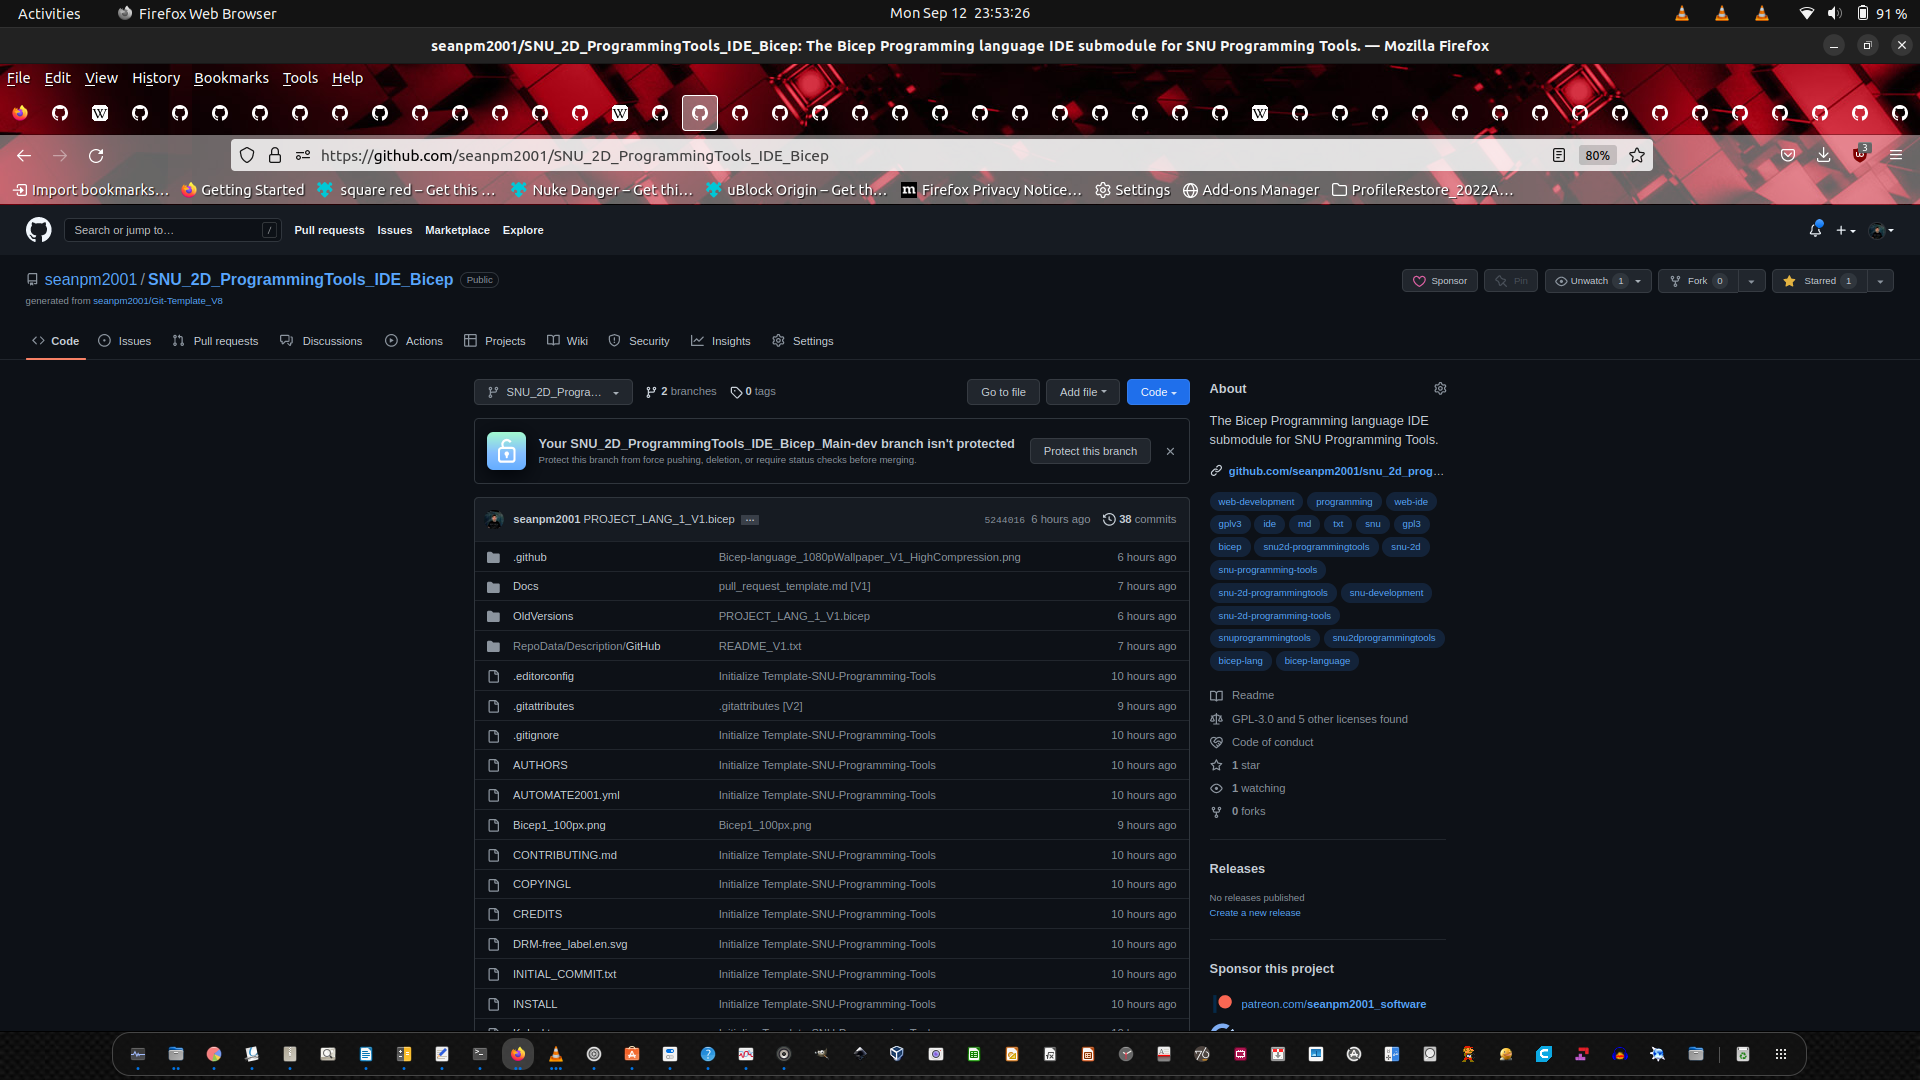 Activities
Firefox Web Browser
Mon Sep 12  23:53:26
91 %
seanpm2001/SNU_2D_ProgrammingTools_IDE_Bicep: The Bicep Programming language IDE submodule for SNU Programming Tools. — Mozilla Firefox
File Edit View History Bookmarks Tools Help
https://github.com/seanpm2001/SNU_2D_ProgrammingTools_IDE_Bicep
80%
3
Import bookmarks… Getting Started square red – Get this … Nuke Danger – Get thi… uBlock Origin – Get th… Firefox Privacy Notice… Settings Add-ons Manager ProfileRestore_2022A…
Search or jump to… / Pull requests Issues Marketplace Explore
seanpm2001 / SNU_2D_ProgrammingTools_IDE_Bicep Public
Sponsor Pin Unwatch 1 Fork 0 Starred 1
generated from seanpm2001/Git-Template_V8
Code Issues Pull requests Discussions Actions Projects Wiki Security Insights Settings
SNU_2D_Progra… 2 branches 0 tags Go to file Add file Code
Your SNU_2D_ProgrammingTools_IDE_Bicep_Main-dev branch isn't protected
Protect this branch from force pushing, deletion, or require status checks before merging.
Protect this branch
seanpm2001 PROJECT_LANG_1_V1.bicep … 5244016 6 hours ago 38 commits
.github Bicep-language_1080pWallpaper_V1_HighCompression.png 6 hours ago
Docs pull_request_template.md [V1] 7 hours ago
OldVersions PROJECT_LANG_1_V1.bicep 6 hours ago
RepoData/Description/GitHub README_V1.txt 7 hours ago
.editorconfig Initialize Template-SNU-Programming-Tools 10 hours ago
.gitattributes .gitattributes [V2] 9 hours ago
.gitignore Initialize Template-SNU-Programming-Tools 10 hours ago
AUTHORS Initialize Template-SNU-Programming-Tools 10 hours ago
AUTOMATE2001.yml Initialize Template-SNU-Programming-Tools 10 hours ago
Bicep1_100px.png Bicep1_100px.png 9 hours ago
CONTRIBUTING.md Initialize Template-SNU-Programming-Tools 10 hours ago
COPYINGL Initialize Template-SNU-Programming-Tools 10 hours ago
CREDITS Initialize Template-SNU-Programming-Tools 10 hours ago
DRM-free_label.en.svg Initialize Template-SNU-Programming-Tools 10 hours ago
INITIAL_COMMIT.txt Initialize Template-SNU-Programming-Tools 10 hours ago
INSTALL Initialize Template-SNU-Programming-Tools 10 hours ago
About
The Bicep Programming language IDE
submodule for SNU Programming Tools.
github.com/seanpm2001/snu_2d_prog…
web-development programming web-ide
gplv3 ide md txt snu gpl3
bicep snu2d-programmingtools snu-2d
snu-programming-tools
snu-2d-programmingtools snu-development
snu-2d-programming-tools
snuprogrammingtools snu2dprogrammingtools
bicep-lang bicep-language
Readme
GPL-3.0 and 5 other licenses found
Code of conduct
1 star
1 watching
0 forks
Releases
No releases published
Create a new release
Sponsor this project
patreon.com/seanpm2001_software